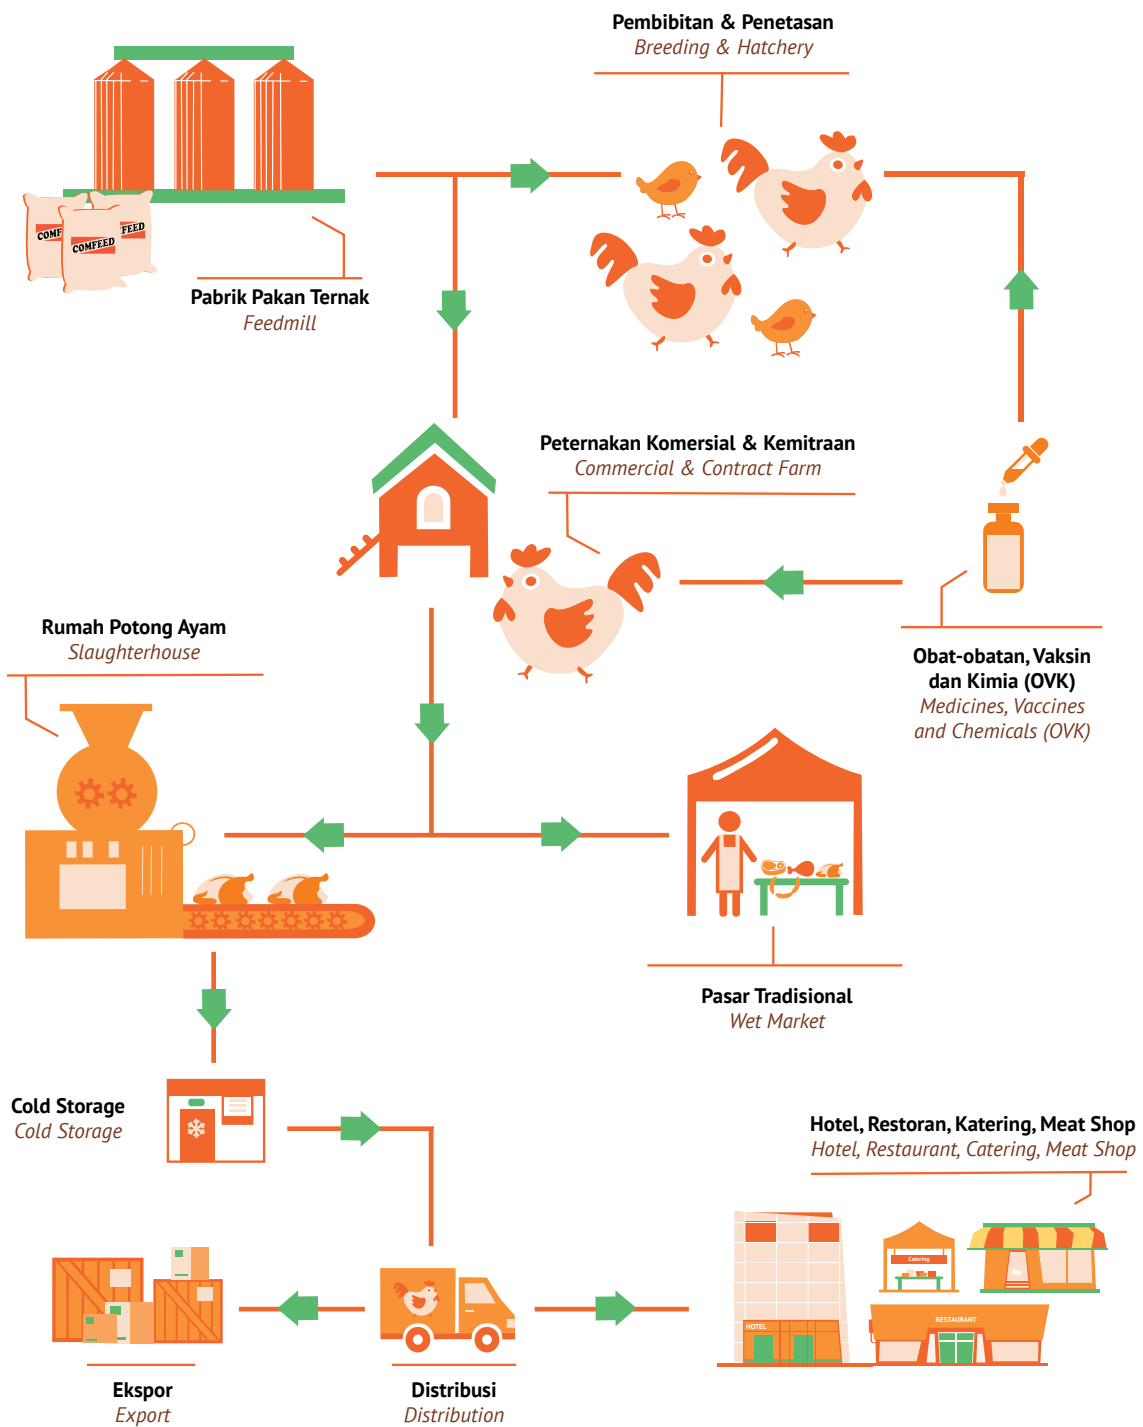 Pembibitan & Penetasan
Breeding & Hatchery
COMFEED
Pabrik Pakan Ternak
Feedmill
Peternakan Komersial & Kemitraan
Commercial & Contract Farm
Rumah Potong Ayam
Slaughterhouse
Obat-obatan, Vaksin
dan Kimia (OVK)
Medicines, Vaccines
and Chemicals (OVK)
Pasar Tradisional
Wet Market
Cold Storage
Cold Storage
Hotel, Restoran, Katering, Meat Shop
Hotel, Restaurant, Catering, Meat Shop
Catering
RESTAURANT
HOTEL
Ekspor
Export
Distribusi
Distribution